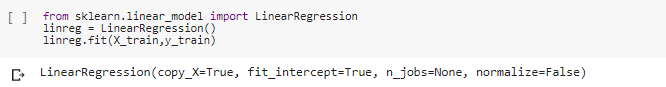 [ ] from sklearn.linear_model import LinearRegression
linreg = LinearRegression()
linreg.fit(X_train,y_train)
LinearRegression(copy_X=True, fit_intercept=True, n_jobs=None, normalize=False)